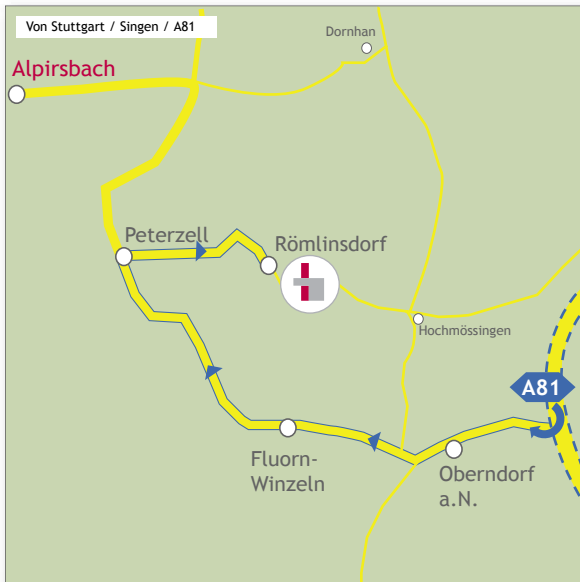 Von Stuttgart / Singen / A81
Dornhan
Alpirsbach
Peterzell
Römlinsdorf
Hochmössingen
A81
Fluorn-
Winzeln
Oberndorf
a.N.